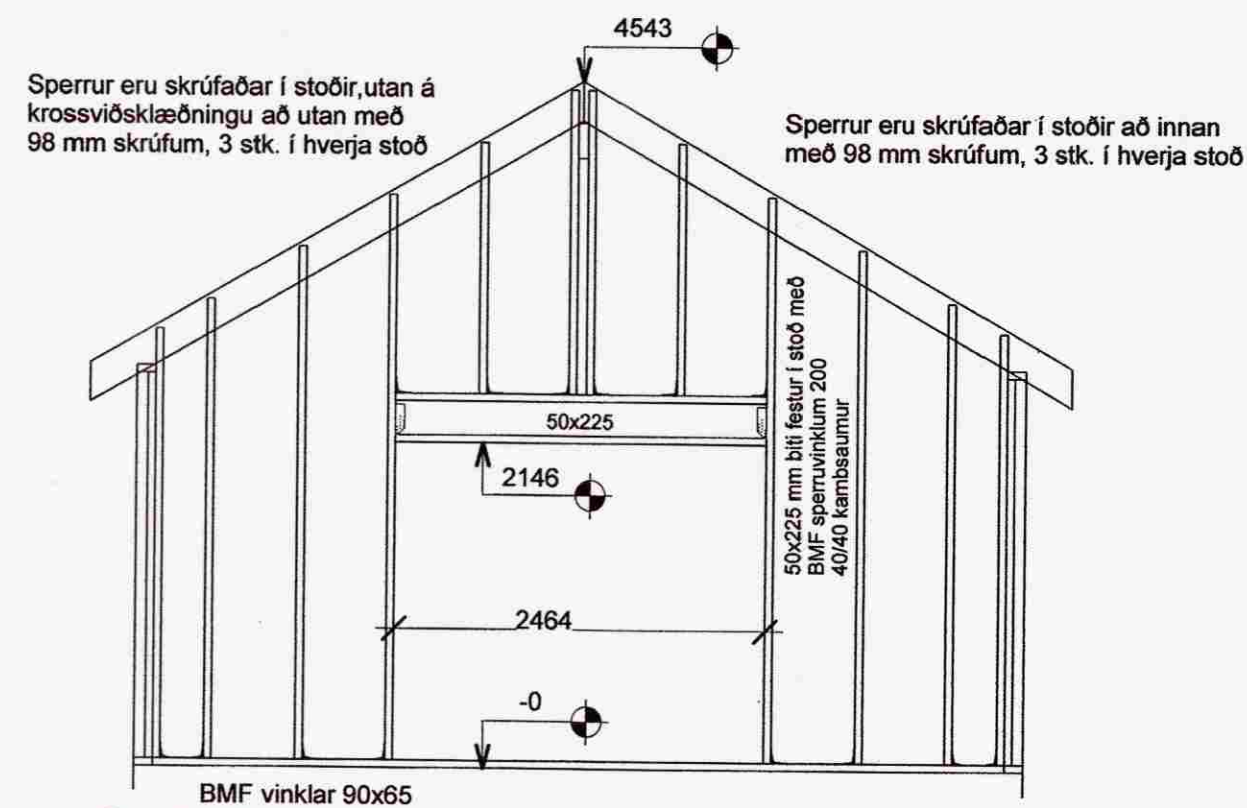 4543
Sperrur eru skrúfaðar í stoðir,utan á
krossviðsklæðningu að utan með
98 mm skrúfum, 3 stk. í hverja stoð
Sperrur eru skrúfaðar í stoðir að innan
með 98 mm skrúfum, 3 stk. í hverja stoð
50x225
2146
50x225 mm biti festur í stoð með
BMF sperruvinklum 200
40/40 kambsaumur
2464
-0
BMF vinklar 90x65